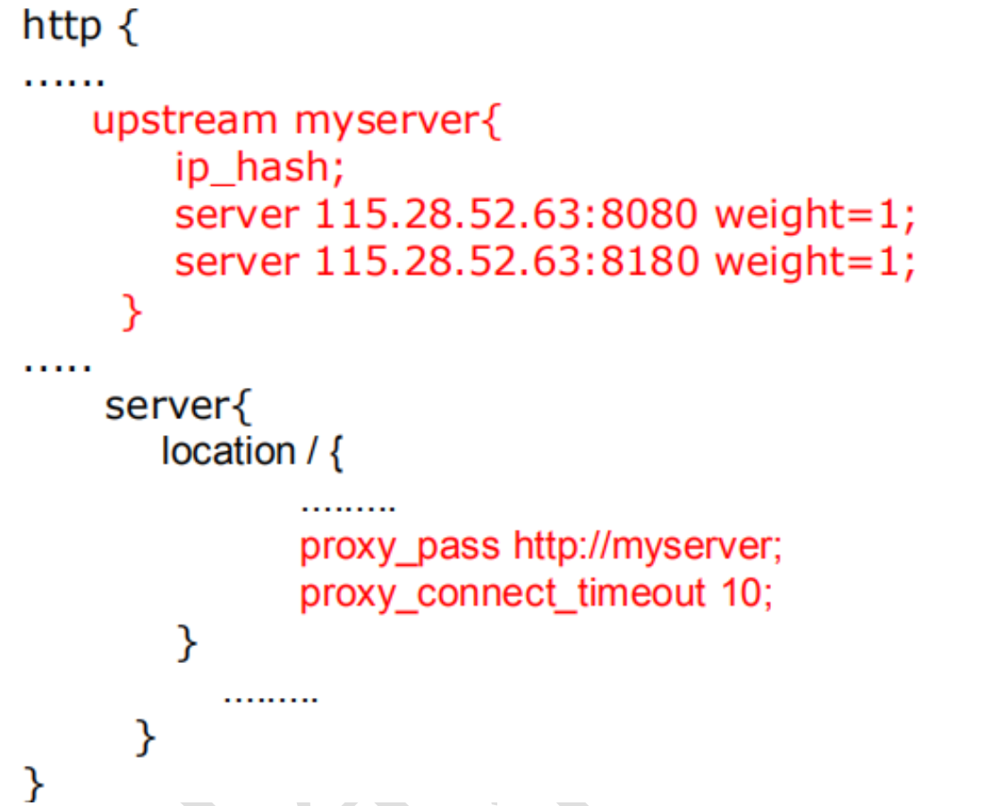 http {
......
upstream myserver{
ip_hash;
server 115.28.52.63:8080 weight=1;
server 115.28.52.63:8180 weight=1;
}
.....
server{
location / {
.........
proxy_pass http://myserver;
proxy_connect_timeout 10;
}
.........
}
}